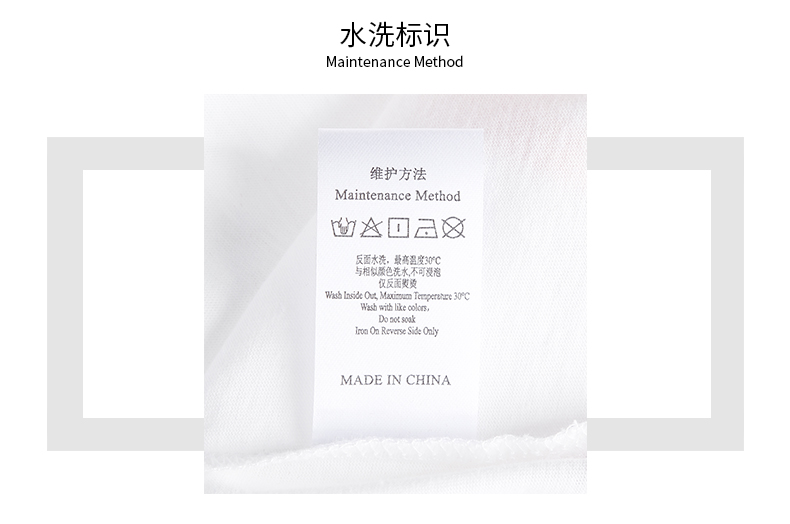 水洗标识
Maintenance Method
维护方法
Maintenance Method
反面水洗，最高温度30℃
与相似颜色洗水,不可浸泡
仅反面熨烫
Wash Inside Out, Maximum Temperature 30℃
Wash with like colors,
Do not soak
Iron On Reverse Side Only
MADE IN CHINA